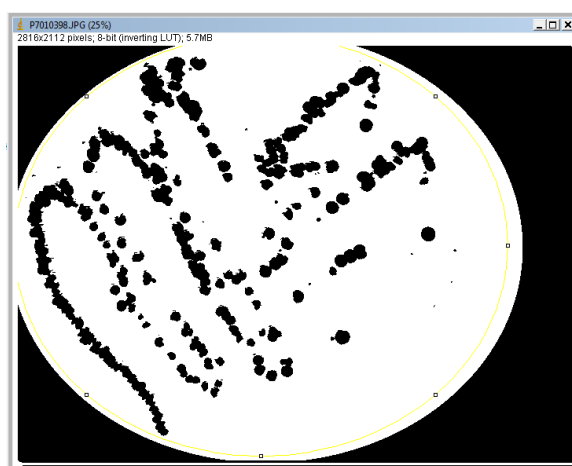 P7010398.JPG (25%)
2816x2112 pixels; 8-bit (inverting LUT); 5.7MB